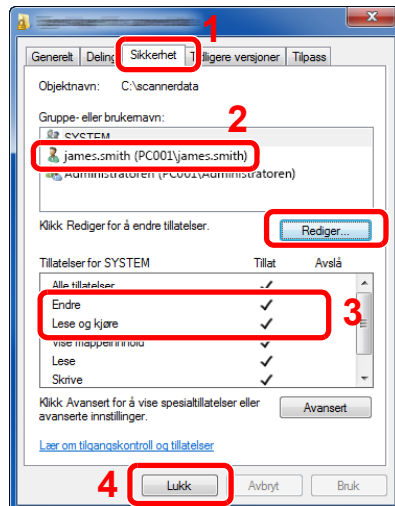 1
Generelt Deling Sikkerhet Tidligere versjoner Tilpass
Objektnavn: C:\scannerdata
Gruppe- eller brukernavn:
2
SYSTEM
james.smith (PC001\james.smith)
Administratoren (PC001\Administratoren)
Klikk Rediger for å endre tillatelser.
Rediger...
Tillatelser for SYSTEM Tillat Avslå
Alle tillatelser
Endre
3
Lese og kjøre
Vise mappeinnhold
Lese
Skrive
Klikk Avansert for å vise spesialtillatelser eller
avanserte innstillinger.
Avansert
Lær om tilgangskontroll og tillatelser
4
Lukk Avbryt Bruk